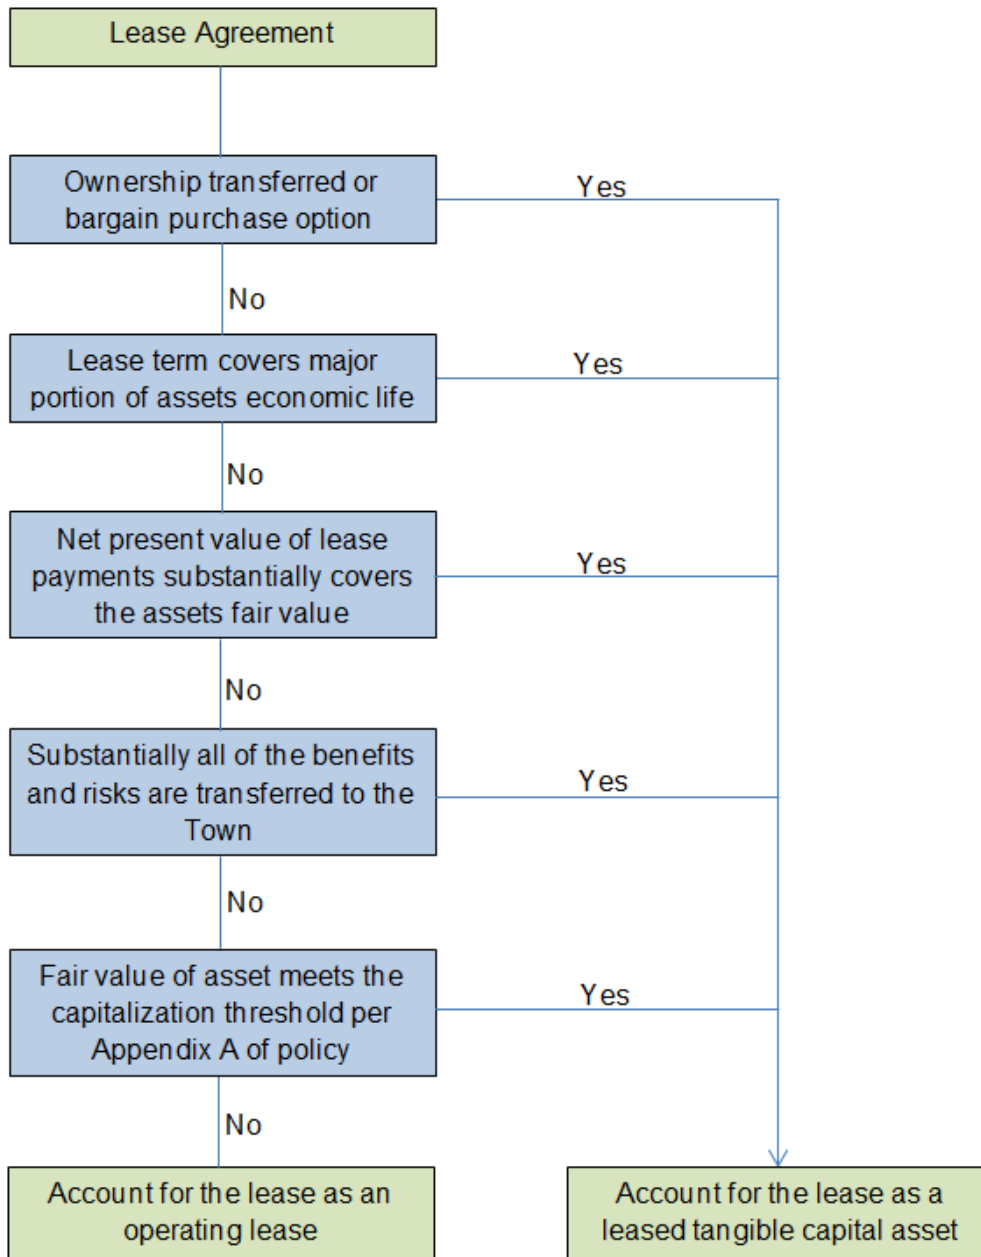 Lease Agreement
Ownership transferred or
bargain purchase option
Yes
No
Lease term covers major
portion of assets economic life
Yes
No
Net present value of lease
payments substantially covers
the assets fair value
Yes
No
Substantially all of the benefits
and risks are transferred to the
Town
Yes
No
Fair value of asset meets the
capitalization threshold per
Appendix A of policy
Yes
No
Account for the lease as an
operating lease
Account for the lease as a
leased tangible capital asset